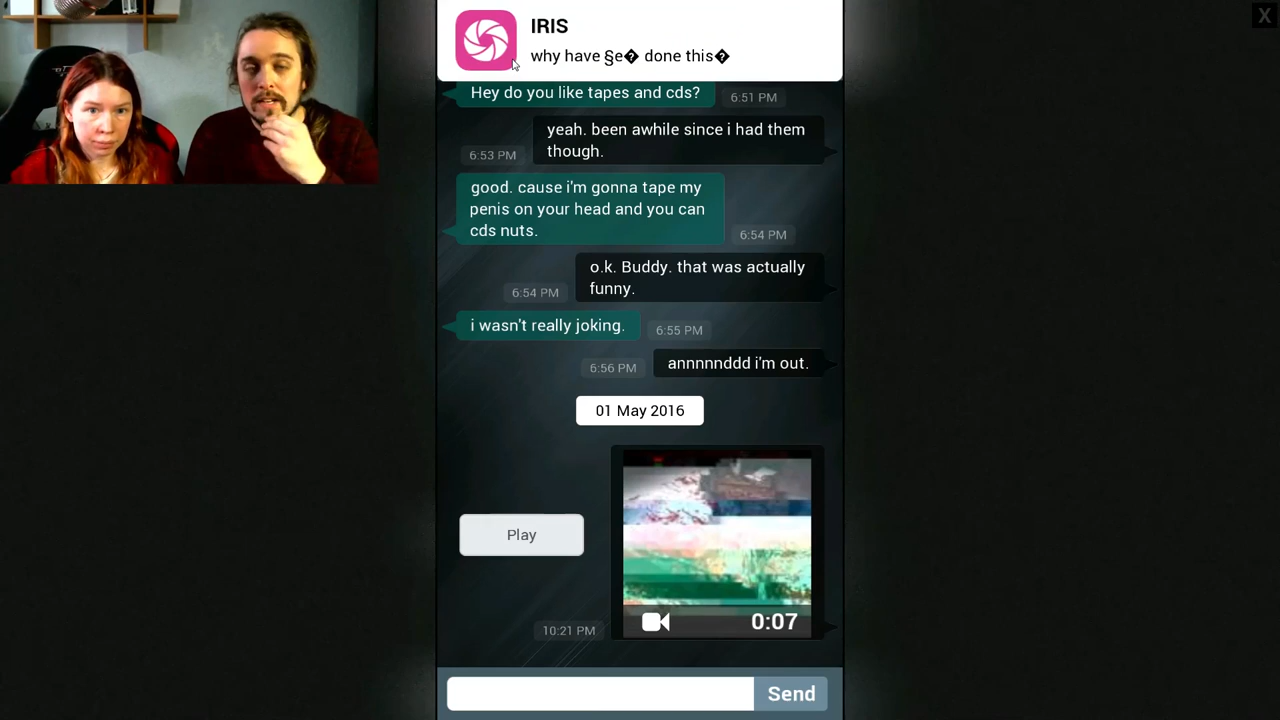 X
IRIS
why have §e� done this�
Hey do you like tapes and cds?
6:51 PM
yeah. been awhile since i had them
though.
6:53 PM
good. cause i'm gonna tape my
penis on your head and you can
cds nuts.
6:54 PM
o.k. Buddy. that was actually
funny.
6:54 PM
i wasn't really joking.
6:55 PM
annnnnddd i'm out.
6:56 PM
01 May 2016
Play
0:07
10:21 PM
Send